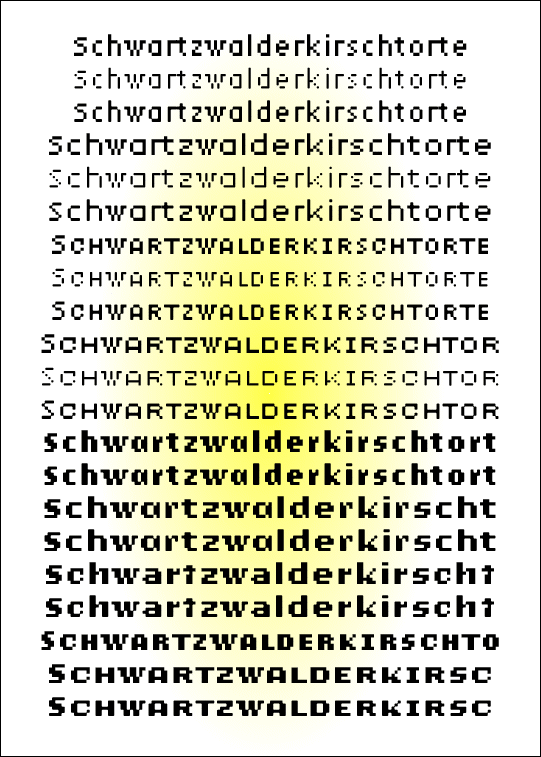 Schwartzwalderkirschtorte
Schwartzwalderkirschtorte
Schwartzwalderkirschtorte
Schwartzwalderkirschtorte
Schwartzwalderkirschtorte
Schwartzwalderkirschtorte
SCHWARTZWALDERKIRSCHTORTE
SCHWARTZWALDERKIRSCHTORTE
SCHWARTZWALDERKIRSCHTORTE
SCHWARTZWALDERKIRSCHTOR
SCHWARTZWALDERKIRSCHTOR
SCHWARTZWALDERKIRSCHTOR
Schwartzwalderkirschtort
Schwartzwalderkirschtort
Schwartzwalderkirscht
Schwartzwalderkirscht
Schwartzwalderkirscht
Schwartzwalderkirscht
SCHWARTZWALDERKIRSCHTO
SCHWARTZWALDERKIRSC
SCHWARTZWALDERKIRSC